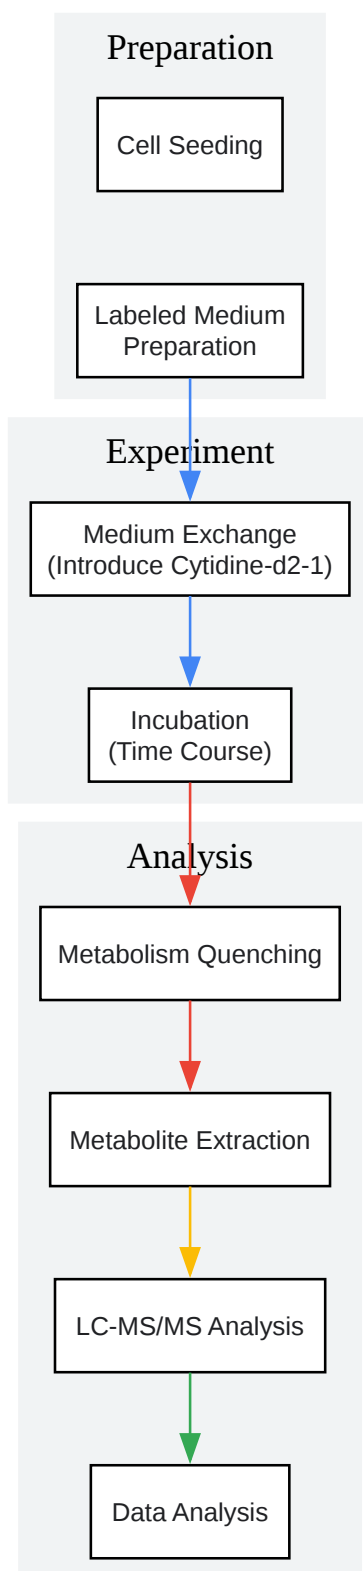 Preparation
Cell Seeding
Labeled Medium
Preparation
Experiment
Medium Exchange
(Introduce Cytidine-d2-1)
Incubation
(Time Course)
Analysis
Metabolism Quenching
Metabolite Extraction
LC-MS/MS Analysis
Data Analysis